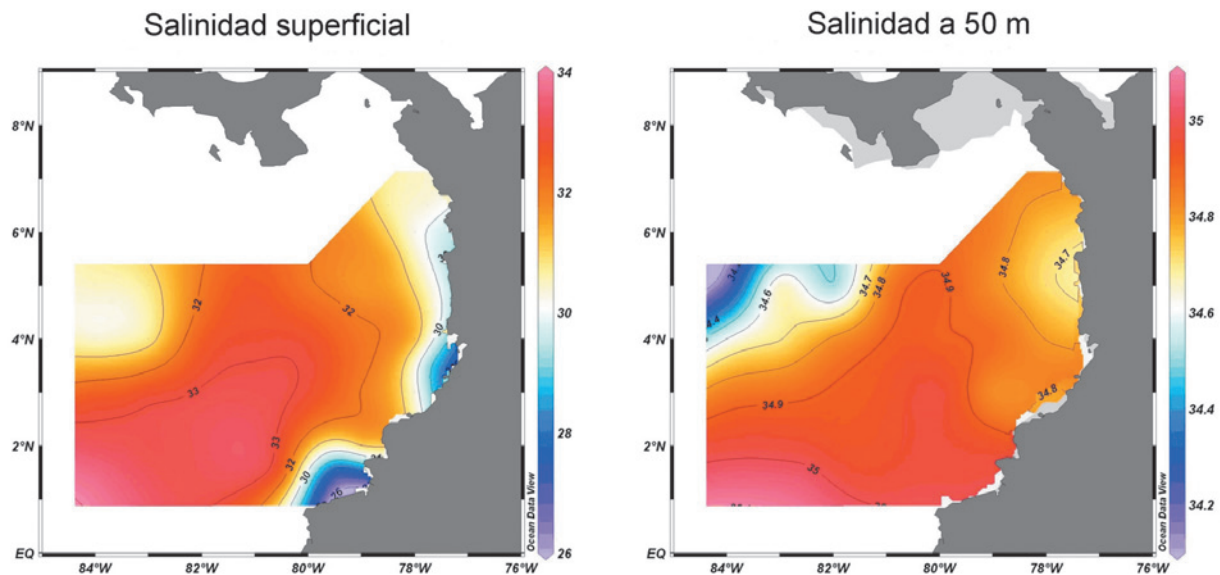 Salinidad superficial
8°N
6°N
4°N
2°N
EQ
84°W
82°W
80°W
78°W
76°W
32
33
33
32
30
32
30
26
34
32
30
28
26
Ocean Data View
Salinidad a 50 m
8°N
6°N
4°N
2°N
EQ
84°W
82°W
80°W
78°W
76°W
34.4
34.6
34.7
34.8
34.9
34.9
34.8
34.7
34.8
35
35
34.8
34.6
34.4
34.2
Ocean Data View